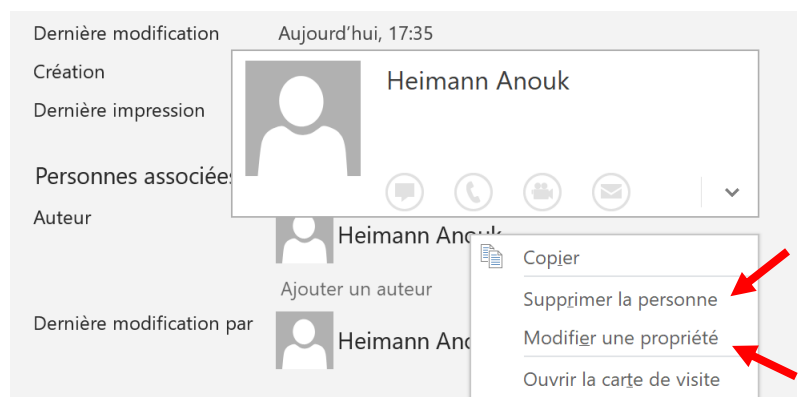 Dernière modification Aujourd'hui, 17:35
Création
Dernière impression
Heimann Anouk
Personnes associées
Auteur
Heimann Anouk
Ajouter un auteur
Dernière modification par
Heimann Ano
Copier
Supprimer la personne
Modifier une propriété
Ouvrir la carte de visite